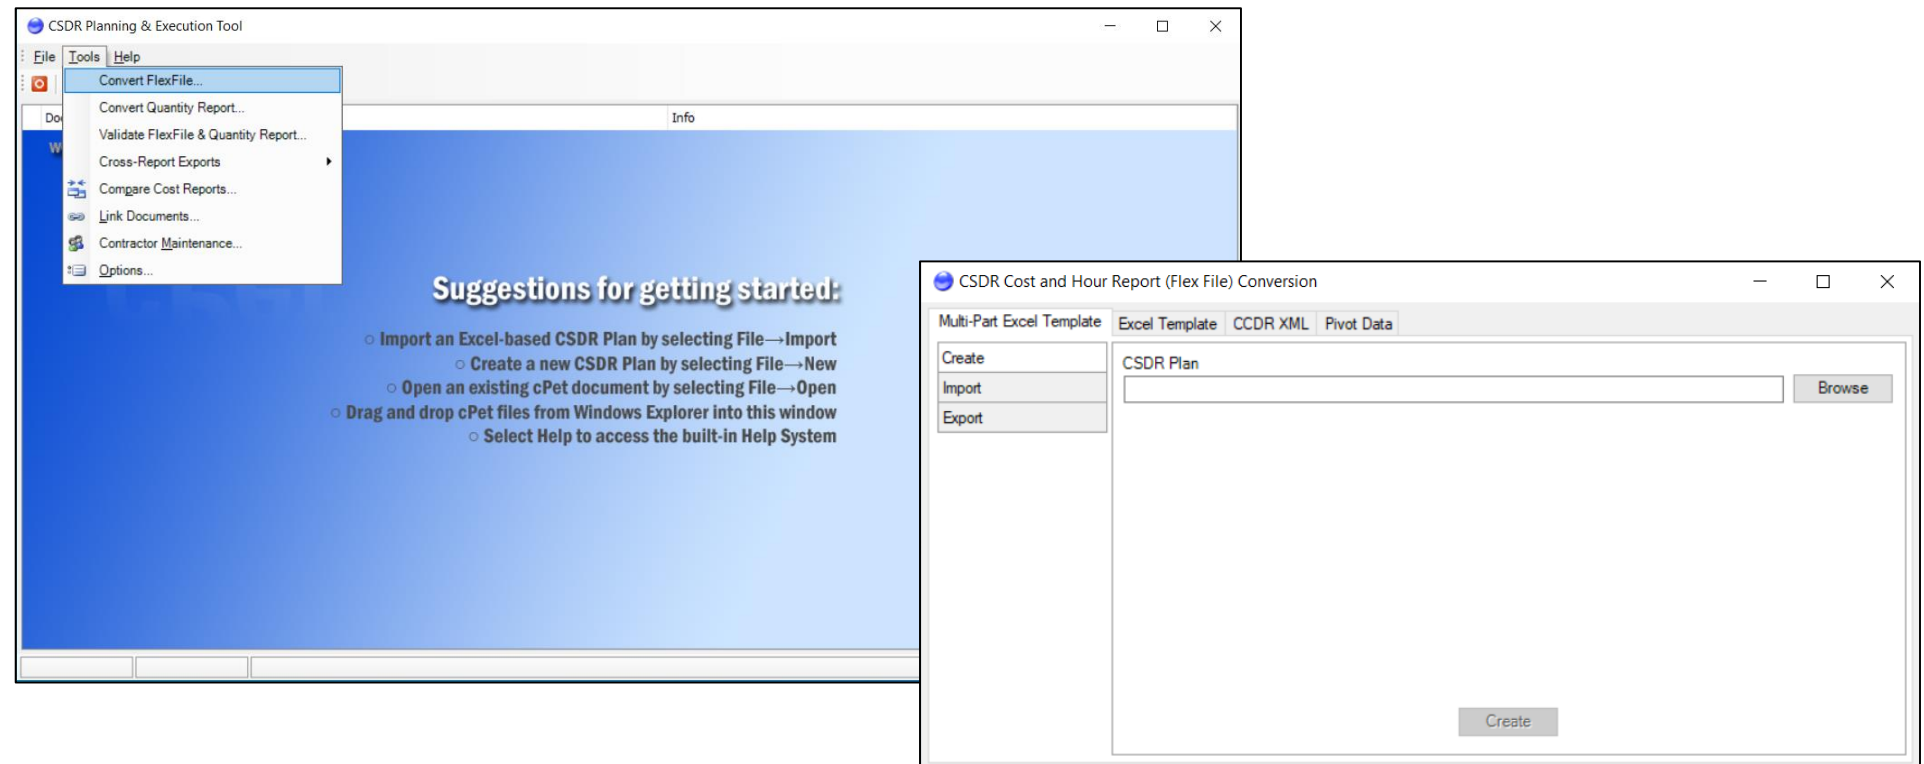 CSDR Planning & Execution Tool
File Tools Help
Convert FlexFile...
Convert Quantity Report...
Validate FlexFile & Quantity Report...
Cross-Report Exports
Compare Cost Reports...
Link Documents...
Contractor Maintenance...
Options...
Info
Suggestions for getting started:
○ Import an Excel-based CSDR Plan by selecting File→Import
○ Create a new CSDR Plan by selecting File→New
○ Open an existing cPet document by selecting File→Open
○ Drag and drop cPet files from Windows Explorer into this window
○ Select Help to access the built-in Help System
CSDR Cost and Hour Report (Flex File) Conversion
Multi-Part Excel Template Excel Template CCDR XML Pivot Data
Create
Import
Export
CSDR Plan
Browse
Create